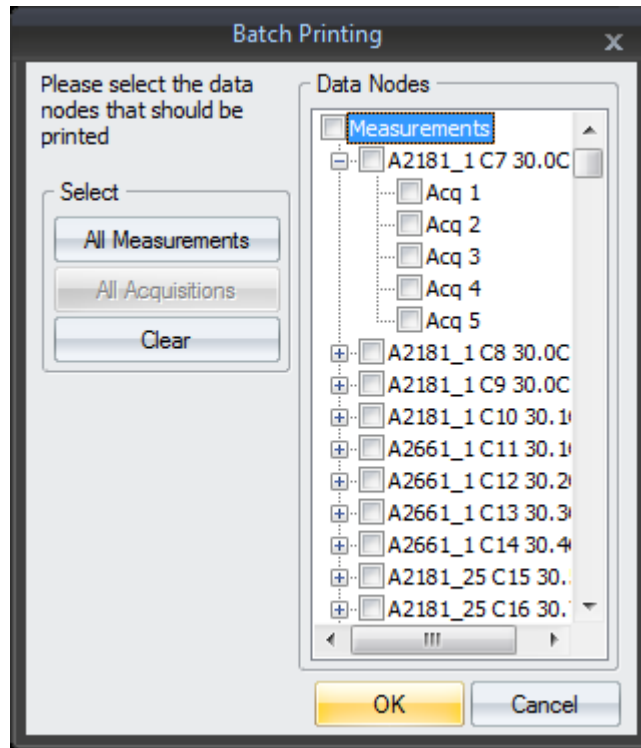 Batch Printing
x
Please select the data
nodes that should be
printed
Select
All Measurements
All Acquisitions
Clear
Data Nodes
Measurements
A2181_1 C7 30.0C
Acq 1
Acq 2
Acq 3
Acq 4
Acq 5
A2181_1 C8 30.0C
A2181_1 C9 30.0C
A2181_1 C10 30.1
A2661_1 C11 30.1
A2661_1 C12 30.2
A2661_1 C13 30.3
A2661_1 C14 30.4
A2181_25 C15 30.
A2181_25 C16 30.
OK
Cancel